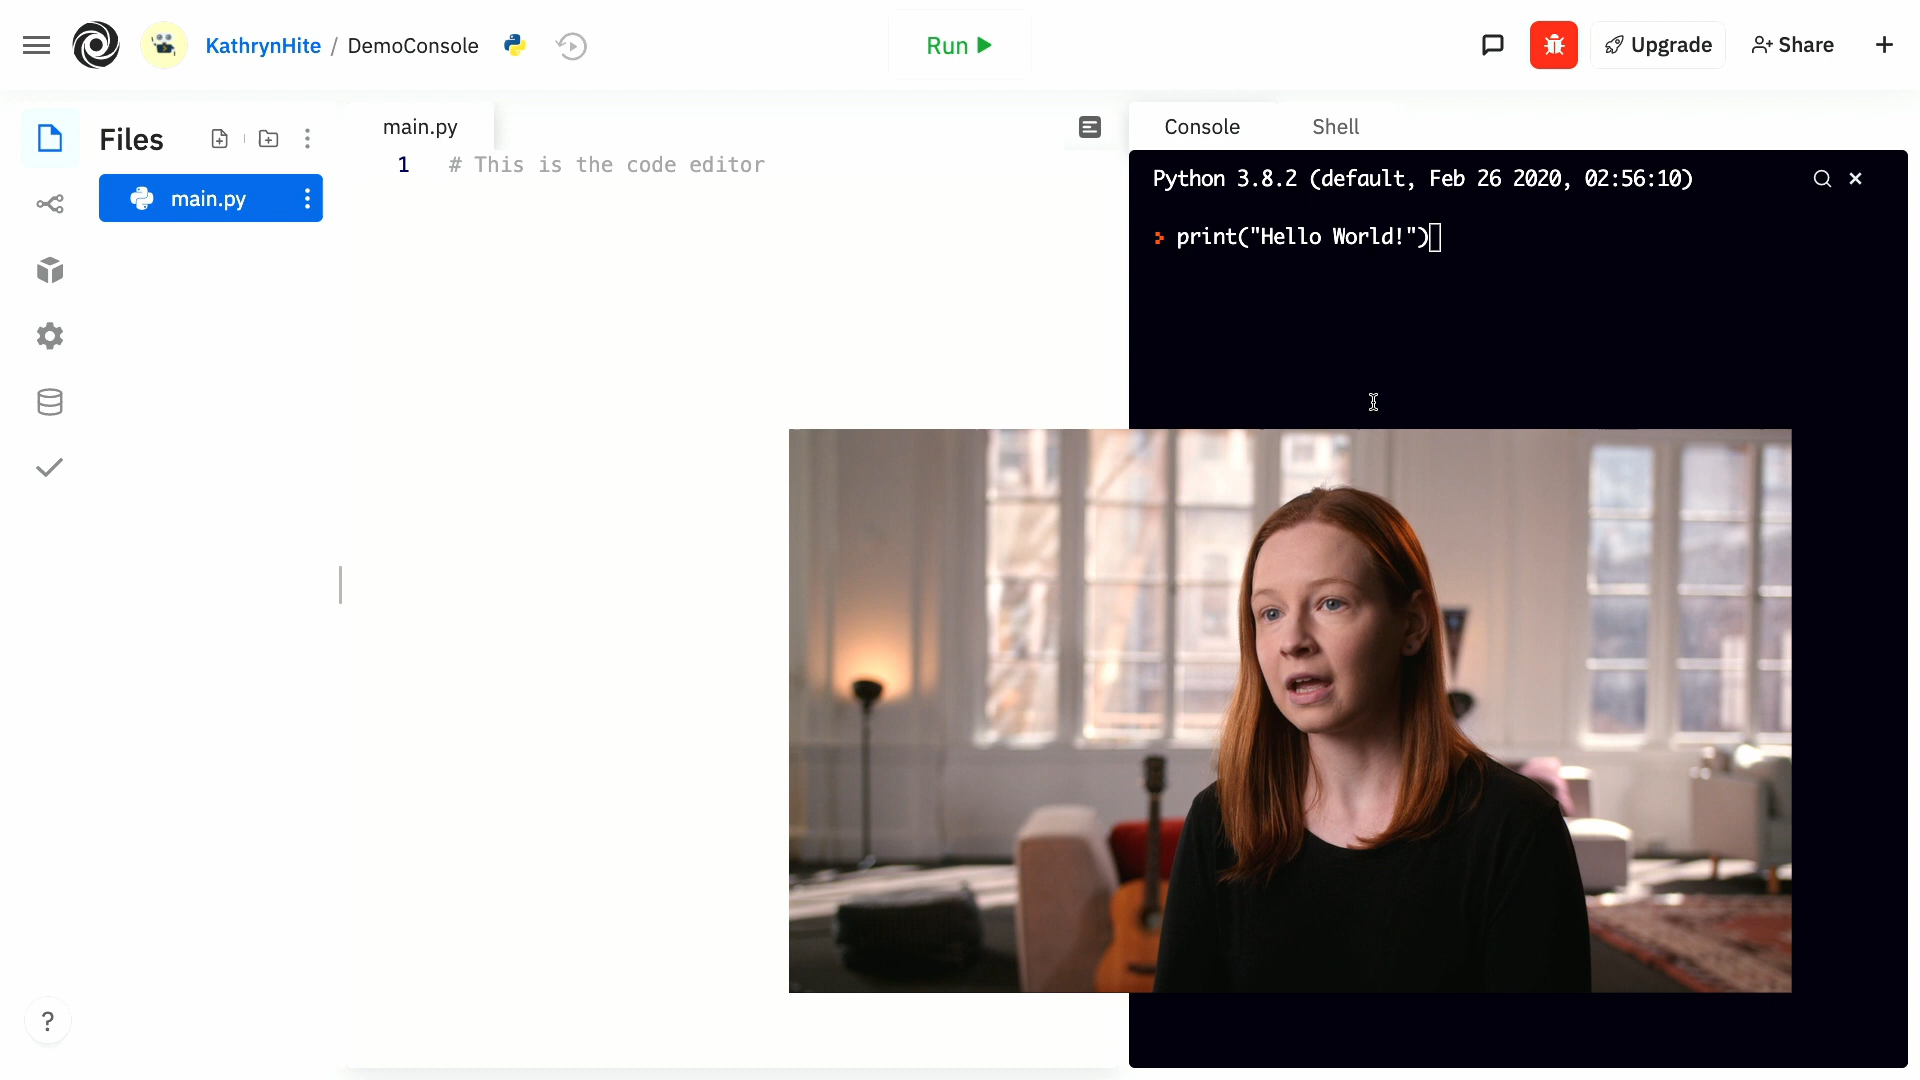 KathrynHite / DemoConsole
Run
Upgrade
Share
Files
main.py
main.py
1 # This is the code editor
Console
Shell
Python 3.8.2 (default, Feb 26 2020, 02:56:10)
> print("Hello World!")
?